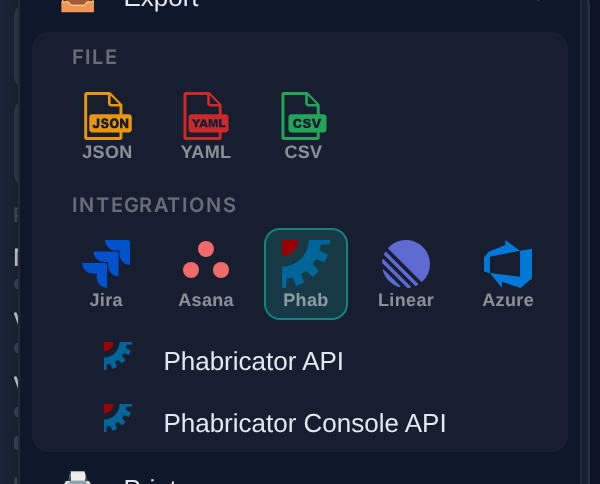 Export
FILE
JSON YAML CSV
JSON YAML CSV
INTEGRATIONS
Jira Asana Phab Linear Azure
Phabricator API
Phabricator Console API